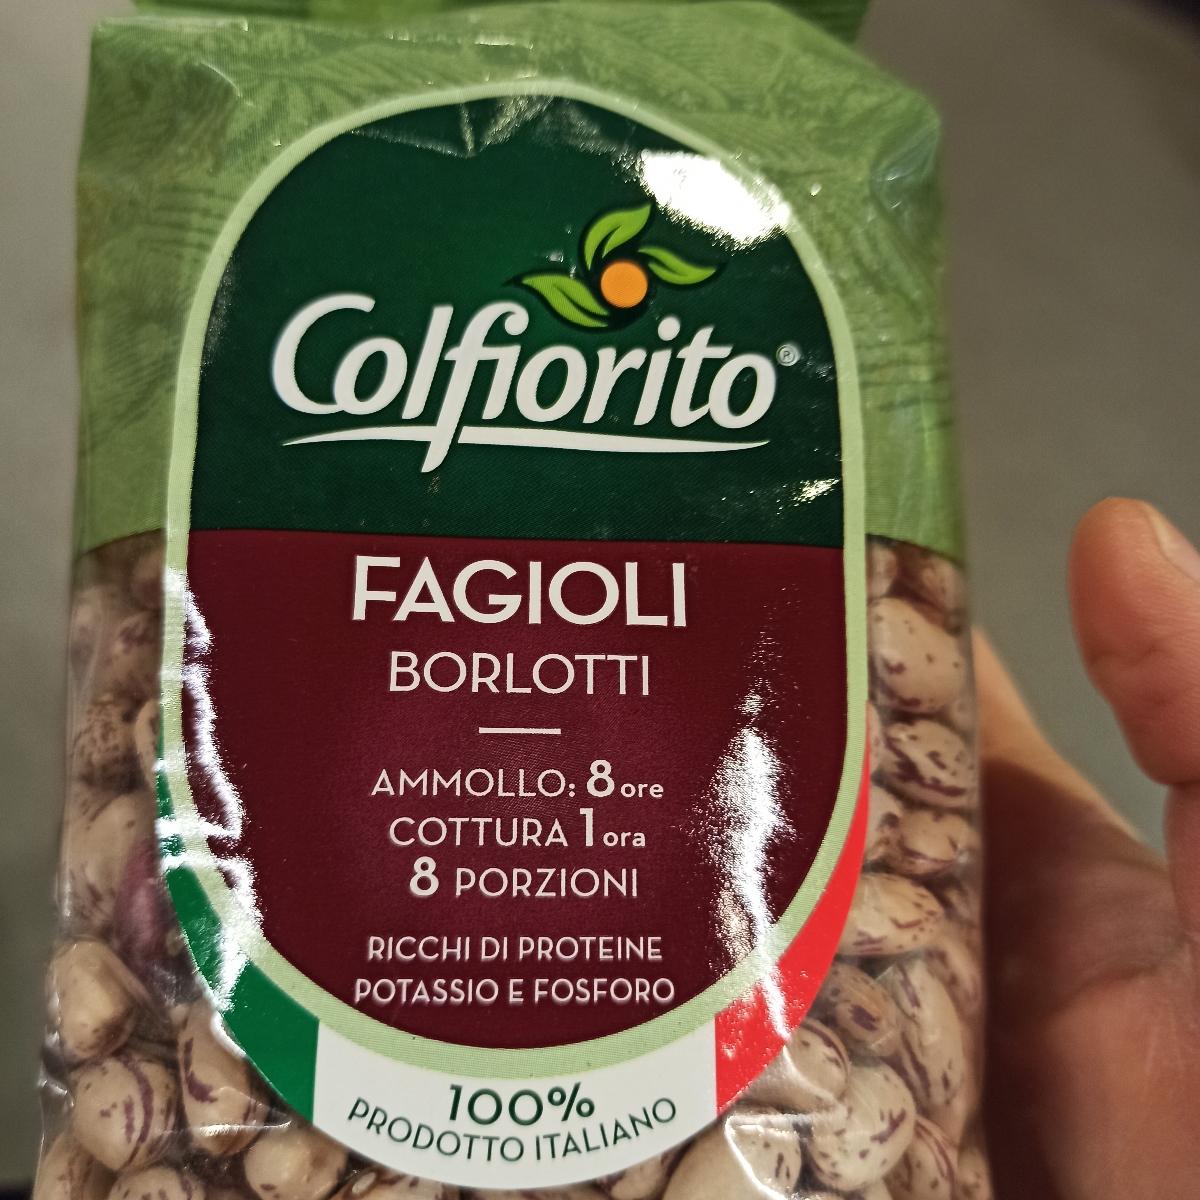 Colfiorito®
FAGIOLI
BORLOTTI
AMMOLLO: 8 ore
COTTURA 1 ora
8 PORZIONI
RICCHI DI PROTEINE
POTASSIO E FOSFORO
100%
PRODOTTO ITALIANO